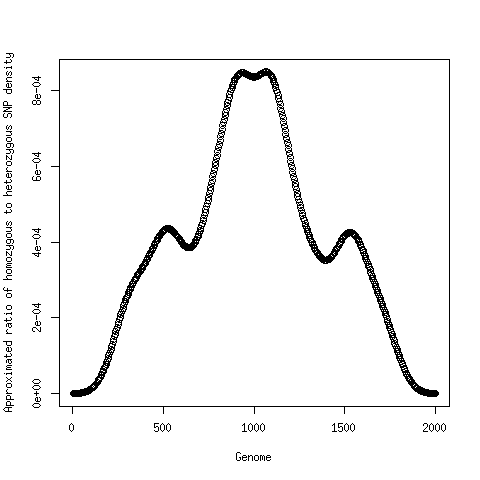 Approximated ratio of homozygous to heterozygous SNP density
8e-04
6e-04
4e-04
2e-04
0e+00
0 500 1000 1500 2000
Genome